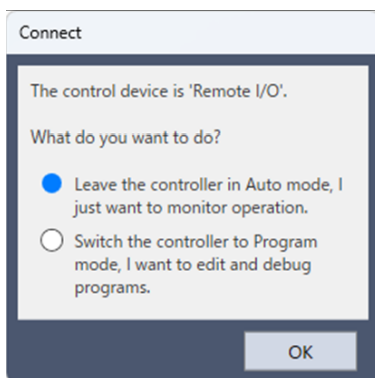 Connect
The control device is 'Remote I/O'.
What do you want to do?
Leave the controller in Auto mode, I
just want to monitor operation.
Switch the controller to Program
mode, I want to edit and debug
programs.
OK